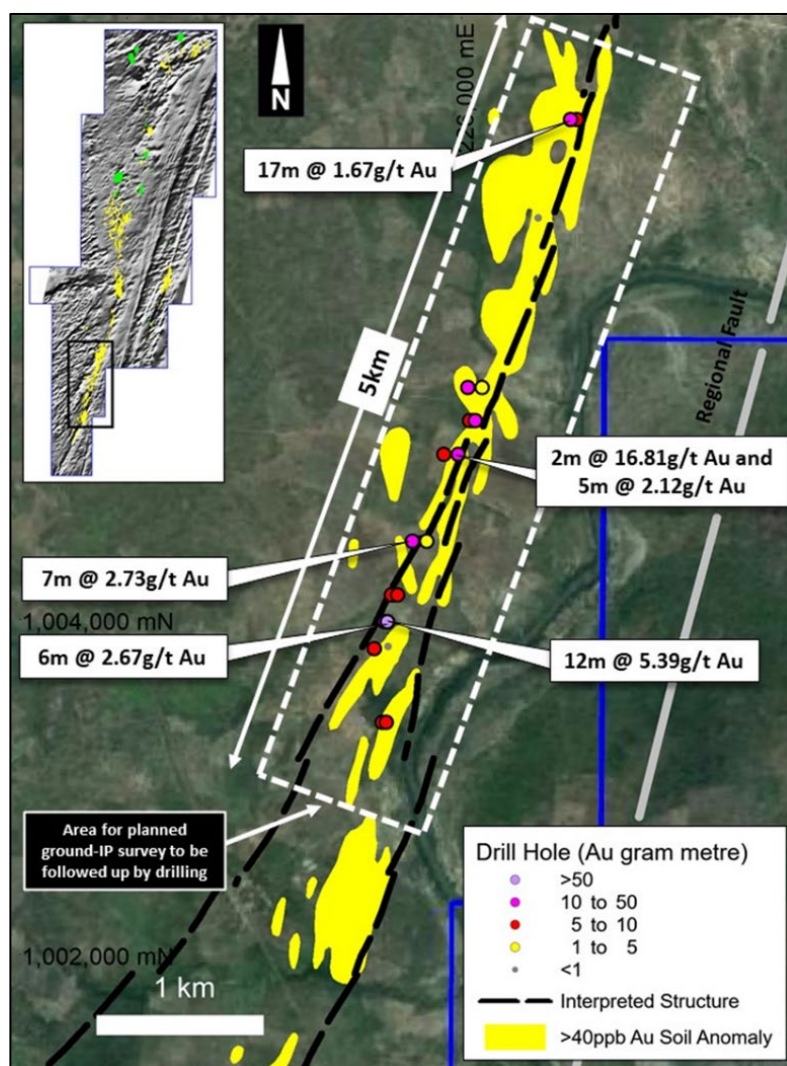 226,000 mE
N
17m @ 1.67g/t Au
5km
Regional Fault
2m @ 16.81g/t Au and
5m @ 2.12g/t Au
7m @ 2.73g/t Au
1,004,000 mN
6m @ 2.67g/t Au
12m @ 5.39g/t Au
Area for planned
ground-IP survey to be
followed up by drilling
1,002,000 mN
1 km
Drill Hole (Au gram metre)
>50
10 to 50
5 to 10
1 to 5
<1
Interpreted Structure
>40ppb Au Soil Anomaly